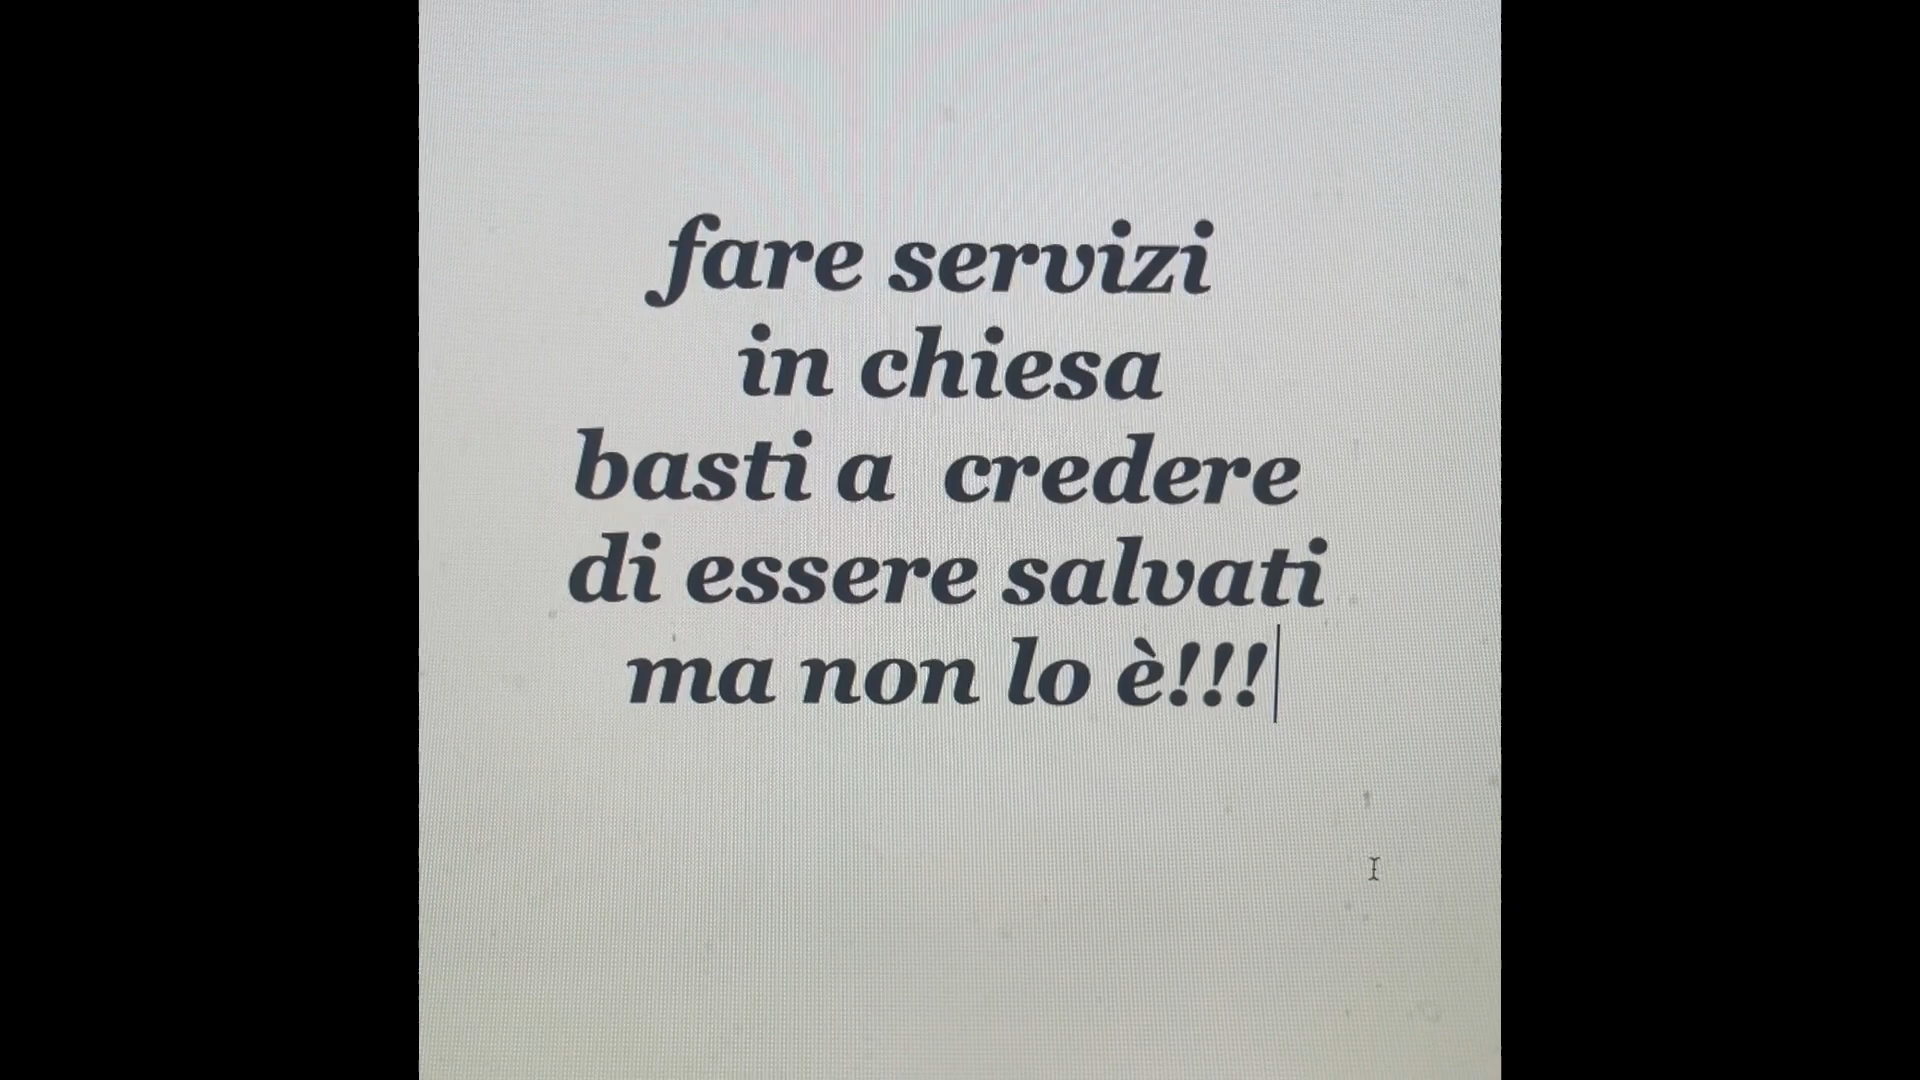 fare servizi
in chiesa
basti a  credere
di essere salvati
ma non lo è!!!